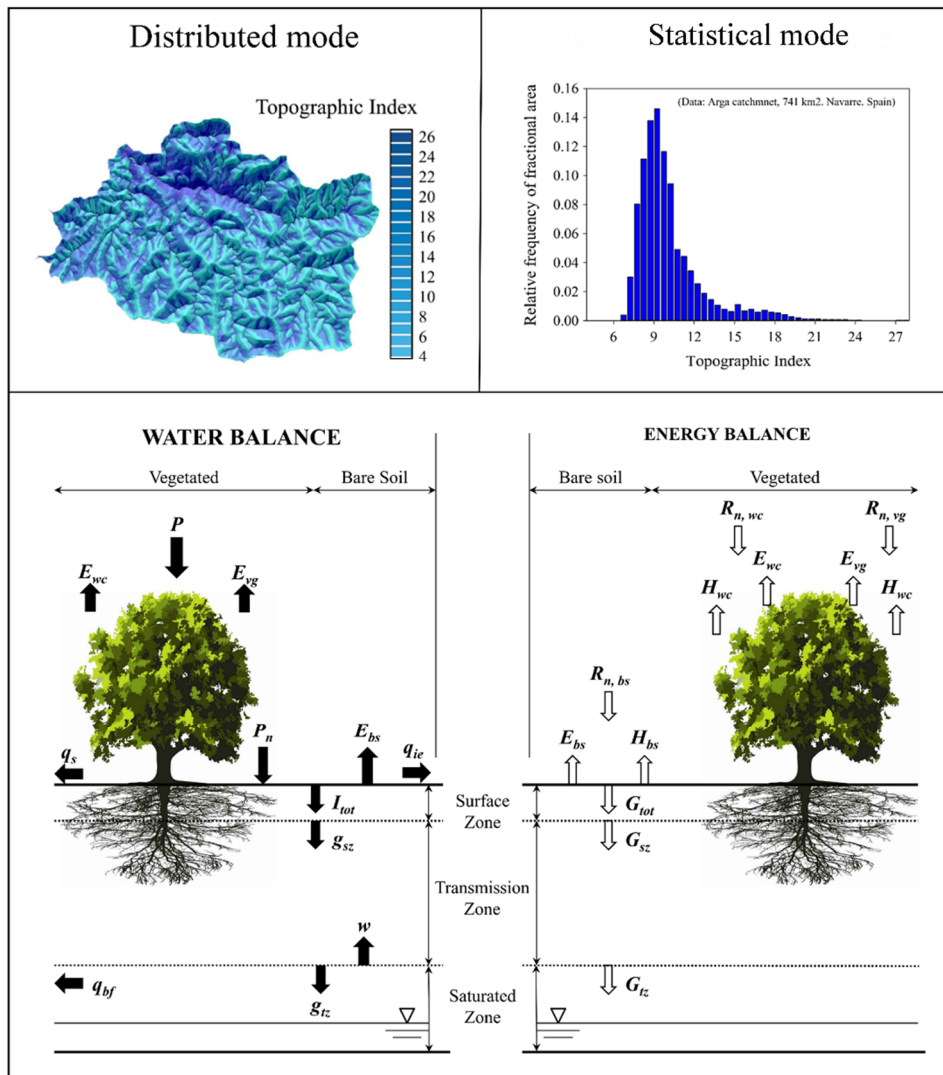 Distributed mode
Topographic Index
26
24
22
20
18
16
14
12
10
8
6
4
Statistical mode
(Data: Arga catchmnet, 741 km2. Navarre. Spain)
Relative frequency of fractional area
0.16
0.14
0.12
0.10
0.08
0.06
0.04
0.02
0.00
6 9 12 15 18 21 24 27
Topographic Index
WATER BALANCE
Vegetated
Bare Soil
P
E_wc
E_vg
P_n
E_bs
q_s
q_ie
I_tot
g_sz
w
q_bf
g_tz
Surface
Zone
Transmission
Zone
Saturated
Zone
ENERGY BALANCE
Bare soil
Vegetated
R_n, wc
R_n, vg
E_wc
E_vg
H_wc
H_wc
R_n, bs
E_bs
H_bs
G_tot
G_sz
G_tz